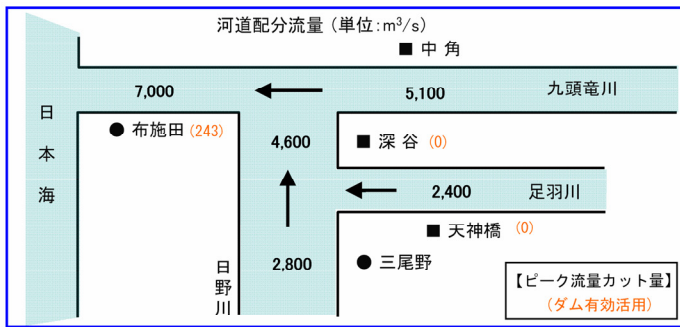 河道配分流量(単位:m³/s)
■ 中 角
7,000
5,100
九頭竜川
日本海
● 布施田 (243)
4,600
■ 深 谷 (0)
2,400
足羽川
■ 天神橋 (0)
日野川
2,800
● 三尾野
【ピーク流量カット量】
(ダム有効活用)